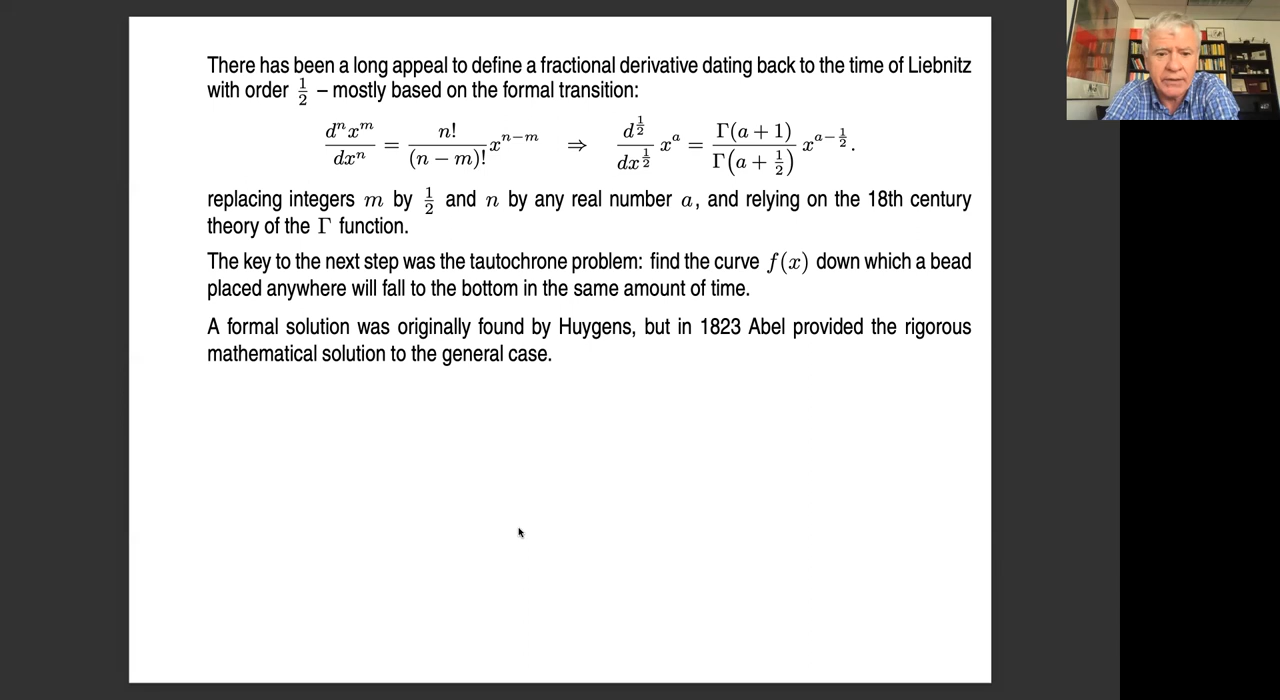 There has been a long appeal to define a fractional derivative dating back to the time of Liebnitz
with order 1/2 – mostly based on the formal transition:
d^n x^m / dx^n = n! / (n − m)! x^{n−m} ⇒ d^{1/2} / dx^{1/2} x^a = Γ(a + 1) / Γ(a + 1/2) x^{a−1/2}.
replacing integers m by 1/2 and n by any real number a, and relying on the 18th century
theory of the Γ function.
The key to the next step was the tautochrone problem: find the curve f(x) down which a bead
placed anywhere will fall to the bottom in the same amount of time.
A formal solution was originally found by Huygens, but in 1823 Abel provided the rigorous
mathematical solution to the general case.